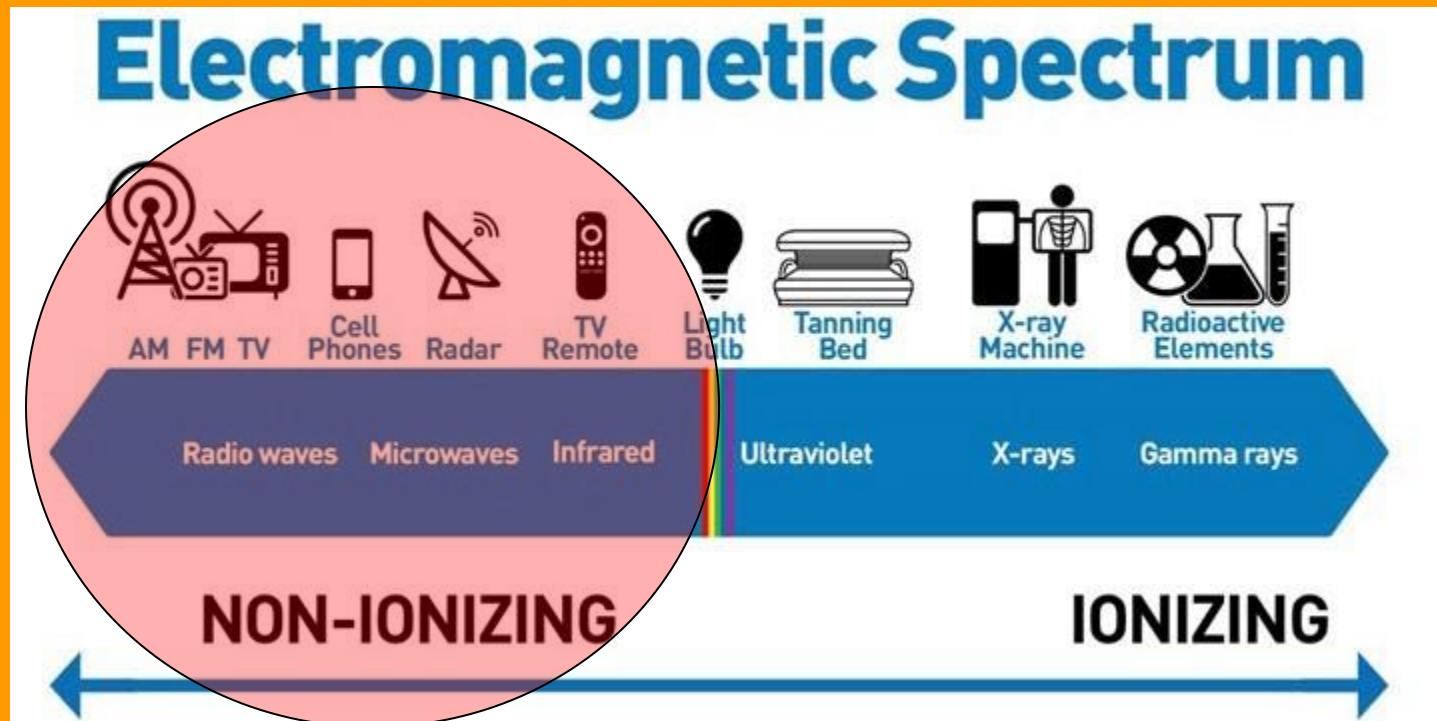 Electromagnetic Spectrum
AM FM TV
Cell
Phones
Radar
TV
Remote
Light
Bulb
Tanning
Bed
X-ray
Machine
Radioactive
Elements
Radio waves Microwaves Infrared Ultraviolet X-rays Gamma rays
NON-IONIZING IONIZING